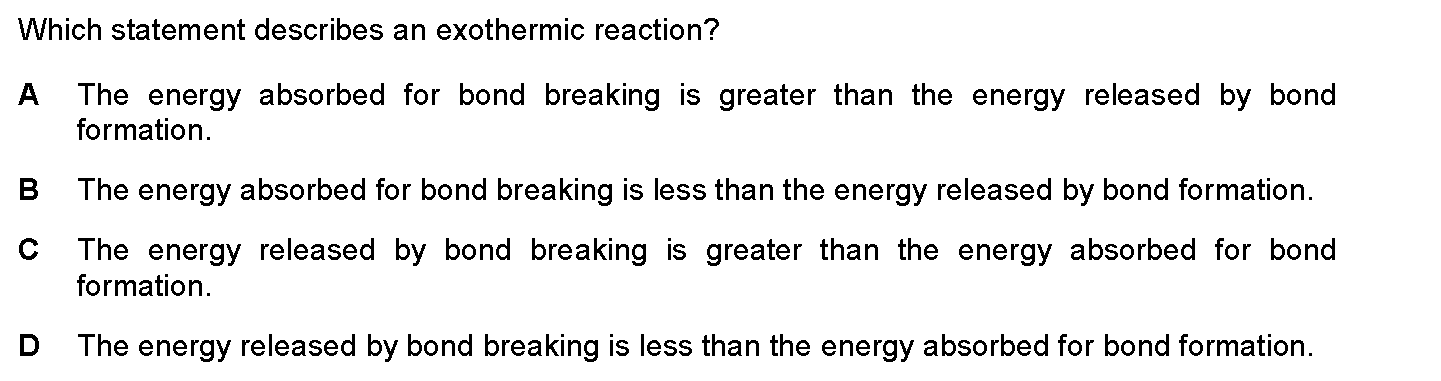 Which statement describes an exothermic reaction?
A The energy absorbed for bond breaking is greater than the energy released by bond
formation.
B The energy absorbed for bond breaking is less than the energy released by bond formation.
C The energy released by bond breaking is greater than the energy absorbed for bond
formation.
D The energy released by bond breaking is less than the energy absorbed for bond formation.